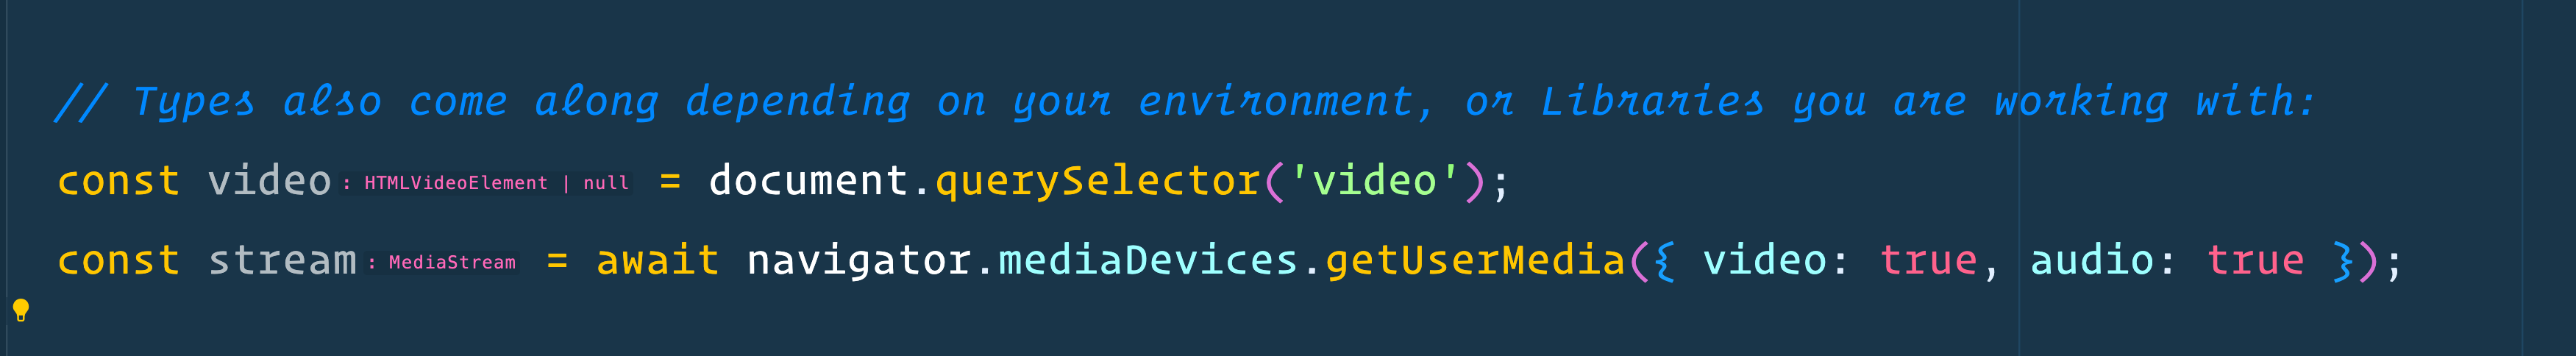 // Types also come along depending on your environment, or Libraries you are working with:
const video: HTMLVideoElement | null = document.querySelector('video');
const stream: MediaStream = await navigator.mediaDevices.getUserMedia({ video: true, audio: true });